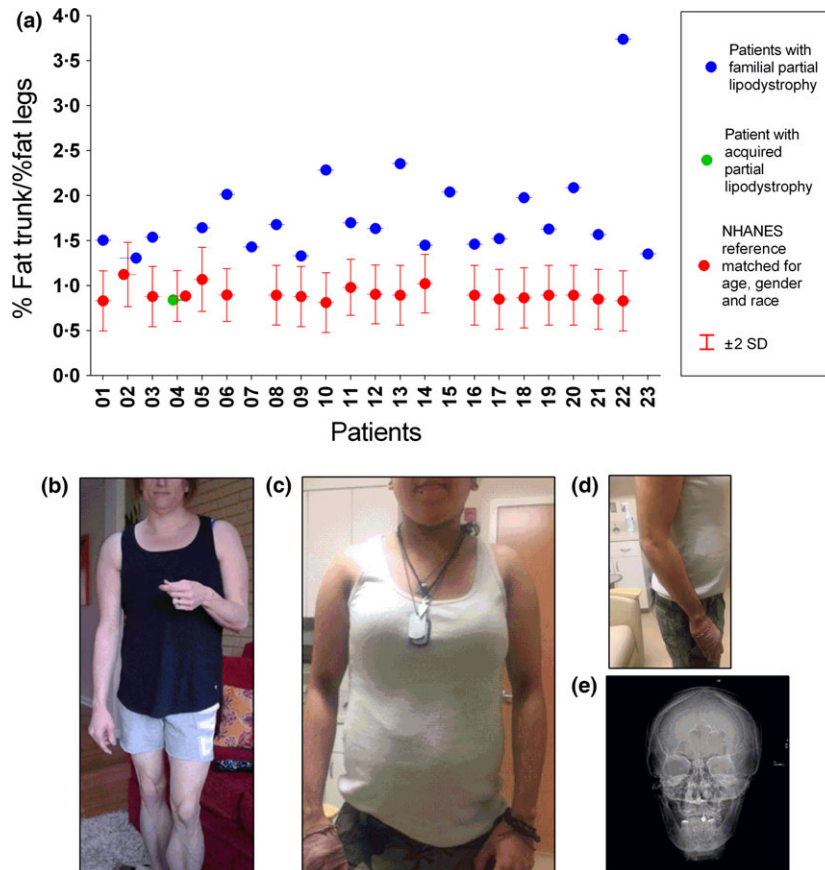 (a)
4·0
3·5
3·0
2·5
2·0
1·5
1·0
0·5
0·0
% Fat trunk/%fat legs
01 02 03 04 05 06 07 08 09 10 11 12 13 14 15 16 17 18 19 20 21 22 23
Patients
Patients with
familial partial
lipodystrophy
Patient with
acquired
partial
lipodystrophy
NHANES
reference
matched for
age, gender
and race
±2 SD
(b)
(c)
(d)
(e)